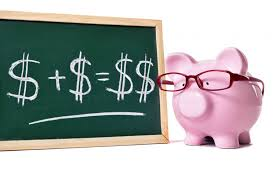 $ + $ = $$